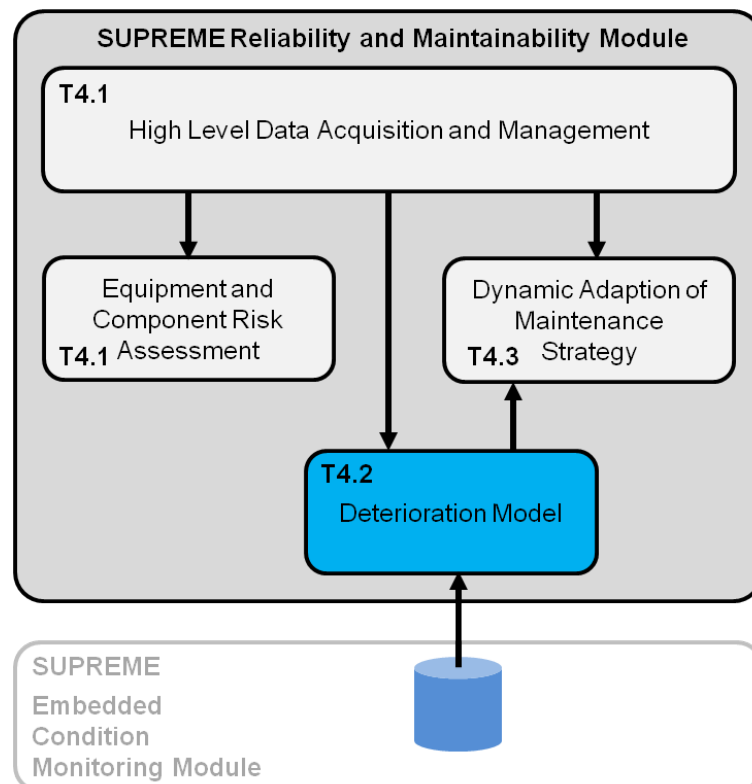 SUPREME Reliability and Maintainability Module
T4.1
High Level Data Acquisition and Management
Equipment and
Component Risk
Assessment
T4.1
Dynamic Adaption of
Maintenance
Strategy
T4.3
T4.2
Deterioration Model
SUPREME
Embedded
Condition
Monitoring Module